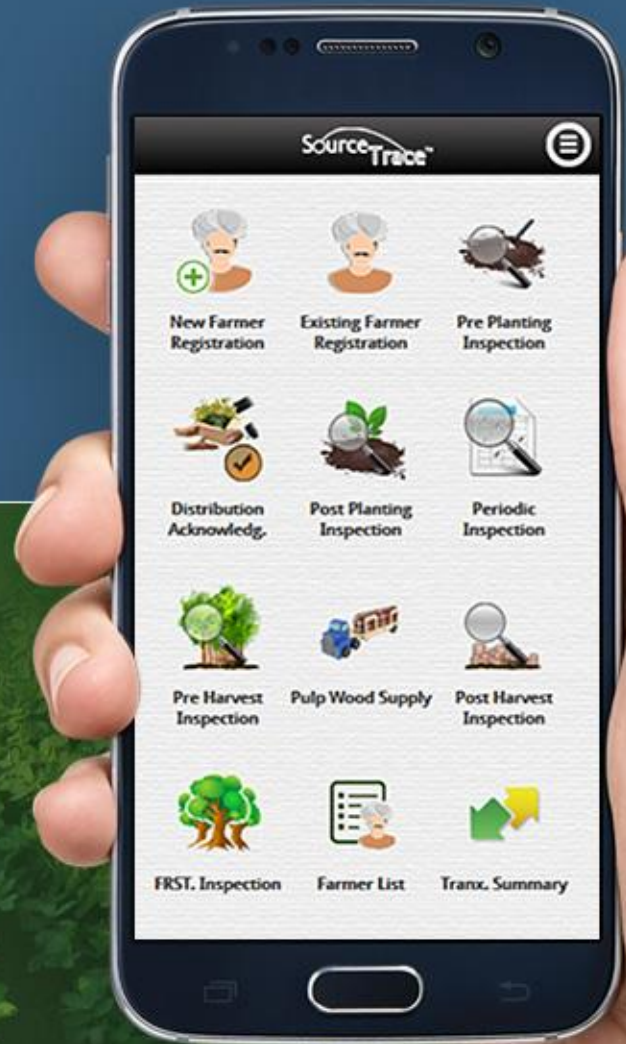 SourceTrace™
New Farmer
Registration
Existing Farmer
Registration
Pre Planting
Inspection
Distribution
Acknowledg.
Post Planting
Inspection
Periodic
Inspection
Pre Harvest
Inspection
Pulp Wood Supply
Post Harvest
Inspection
FRST. Inspection
Farmer List
Tranx. Summary